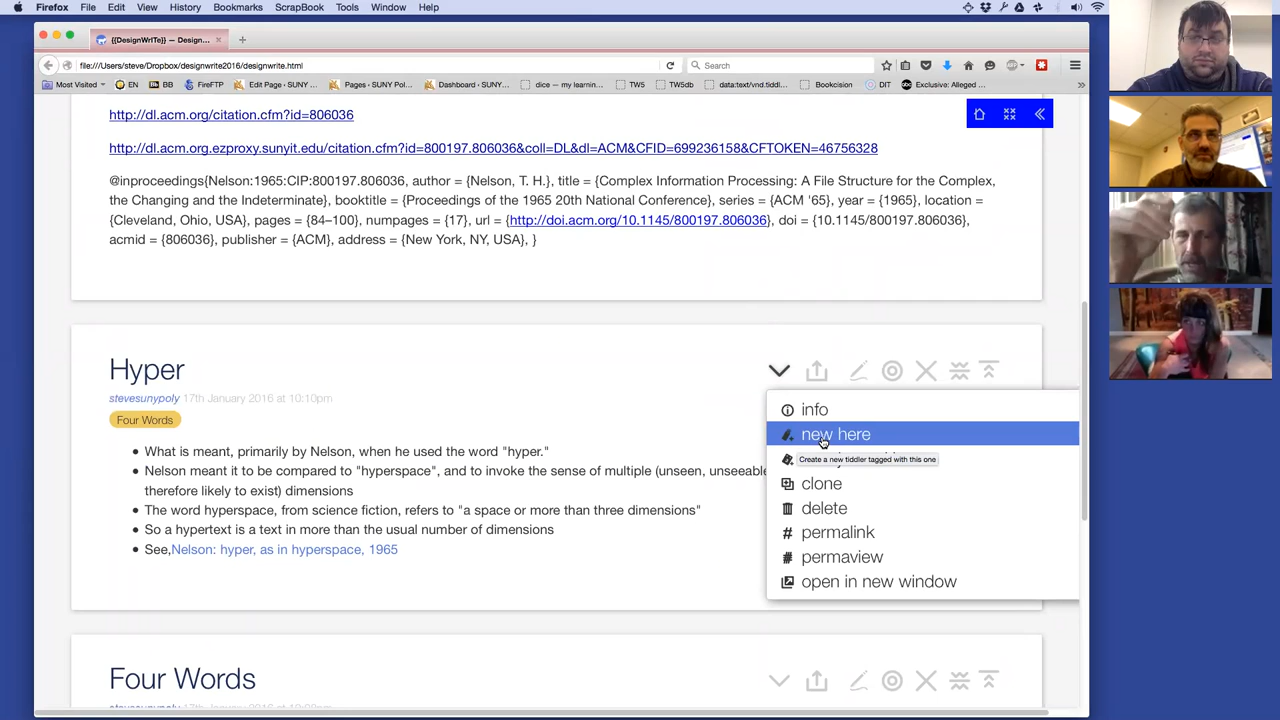 Firefox File Edit View History Bookmarks ScrapBook Tools Window Help
{{DesignWrITe}} — Design...
file:///Users/steve/Dropbox/designwrite2016/designwrite.html
Search
Most Visited EN BB FireFTP Edit Page - SUNY ... Pages - SUNY Pol... Dashboard - SUNY... dice — my learnin... TW5 TW5db data:text/vnd.tiddl... Bookcision DIT Exclusive: Alleged ...
http://dl.acm.org/citation.cfm?id=806036
http://dl.acm.org.ezproxy.sunyit.edu/citation.cfm?id=800197.806036&coll=DL&dl=ACM&CFID=699236158&CFTOKEN=46756328
@inproceedings{Nelson:1965:CIP:800197.806036, author = {Nelson, T. H.}, title = {Complex Information Processing: A File Structure for the Complex,
the Changing and the Indeterminate}, booktitle = {Proceedings of the 1965 20th National Conference}, series = {ACM '65}, year = {1965}, location =
{Cleveland, Ohio, USA}, pages = {84–100}, numpages = {17}, url = {http://doi.acm.org/10.1145/800197.806036}, doi = {10.1145/800197.806036},
acmid = {806036}, publisher = {ACM}, address = {New York, NY, USA}, }
Hyper
stevesunypoly 17th January 2016 at 10:10pm
Four Words
What is meant, primarily by Nelson, when he used the word "hyper."
Nelson meant it to be compared to "hyperspace", and to invoke the sense of multiple (unseen, unseeable
therefore likely to exist) dimensions
The word hyperspace, from science fiction, refers to "a space or more than three dimensions"
So a hypertext is a text in more than the usual number of dimensions
See,Nelson: hyper, as in hyperspace, 1965
info
new here
Create a new tiddler tagged with this one
clone
delete
permalink
permaview
open in new window
Four Words